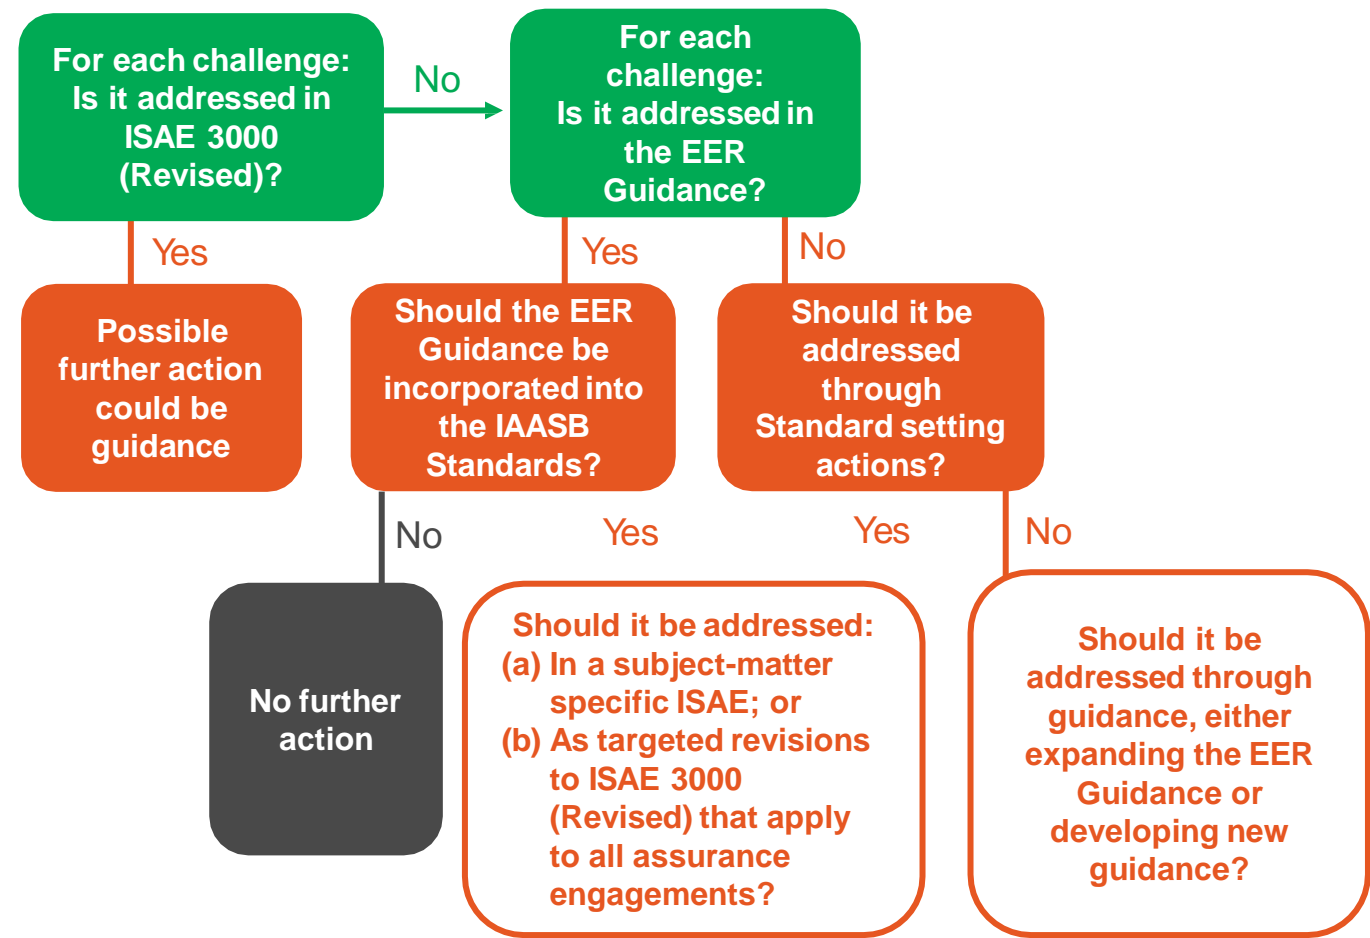 For each challenge:
Is it addressed in
ISAE 3000
(Revised)?
No
For each
challenge:
Is it addressed in
the EER
Guidance?
Yes
Yes
No
Possible
further action
could be
guidance
Should the EER
Guidance be
incorporated into
the IAASB
Standards?
Should it be
addressed
through
Standard setting
actions?
No
Yes
Yes
No
No further
action
Should it be addressed:
(a) In a subject-matter
specific ISAE; or
(b) As targeted revisions
to ISAE 3000
(Revised) that apply
to all assurance
engagements?
Should it be
addressed through
guidance, either
expanding the EER
Guidance or
developing new
guidance?